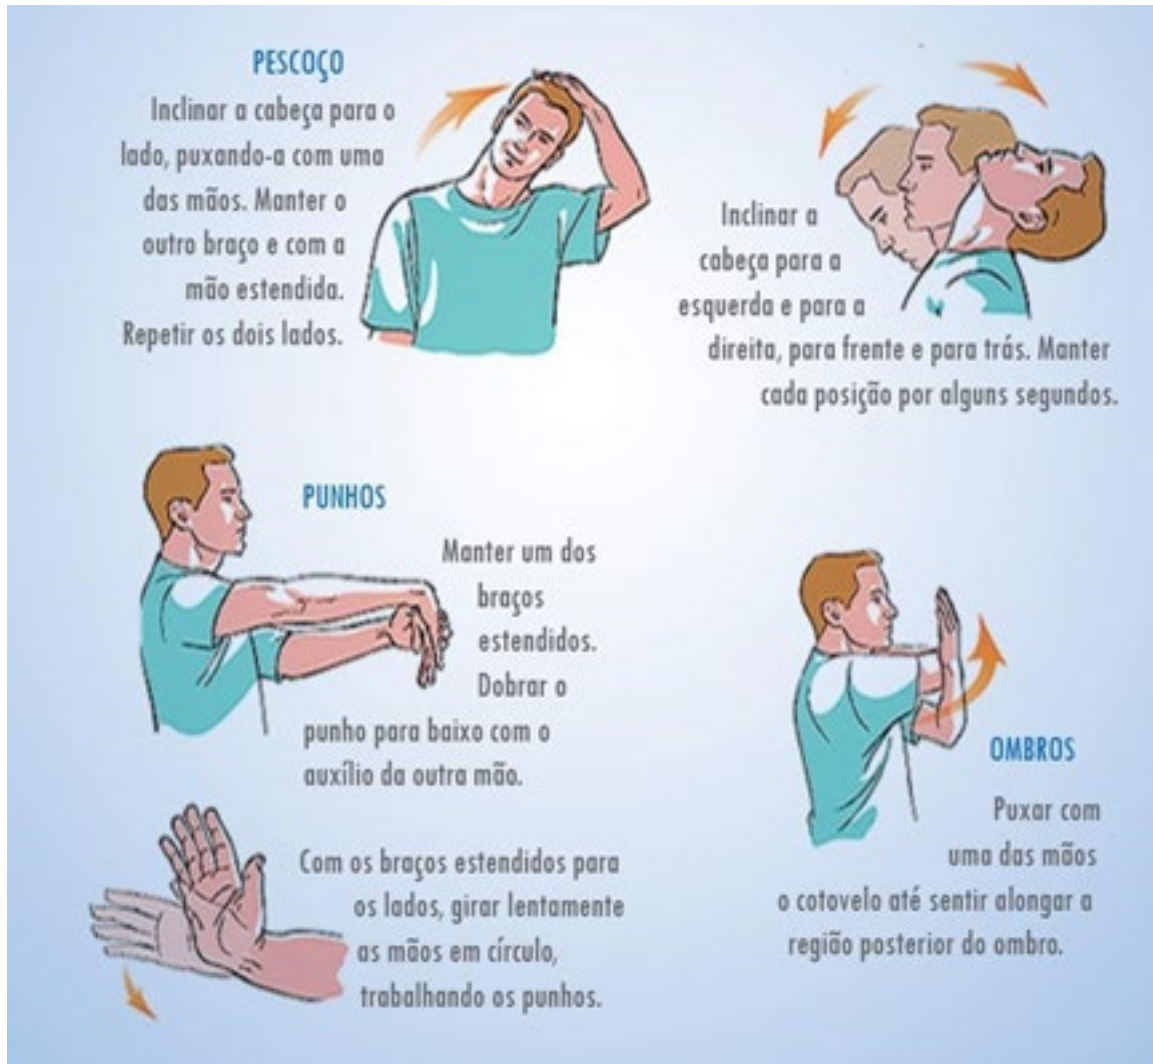 PESCOÇO
Inclinar a cabeça para o
lado, puxando-a com uma
das mãos. Manter o
outro braço e com a
mão estendida.
Repetir os dois lados.
Inclinar a
cabeça para a
esquerda e para a
direita, para frente e para trás. Manter
cada posição por alguns segundos.
PUNHOS
Manter um dos
braços
estendidos.
Dobrar o
punho para baixo com o
auxílio da outra mão.
Com os braços estendidos para
os lados, girar lentamente
as mãos em círculo,
trabalhando os punhos.
OMBROS
Puxar com
uma das mãos
o cotovelo até sentir alongar a
região posterior do ombro.